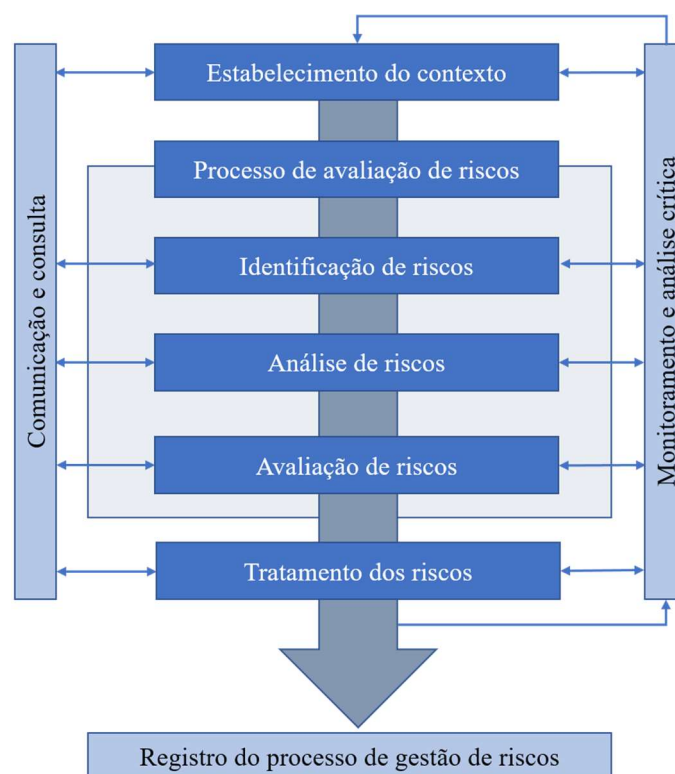 Estabelecimento do contexto
Processo de avaliação de riscos
Comunicação e consulta
Identificação de riscos
Análise de riscos
Avaliação de riscos
Monitoramento e análise crítica
Tratamento dos riscos
Registro do processo de gestão de riscos